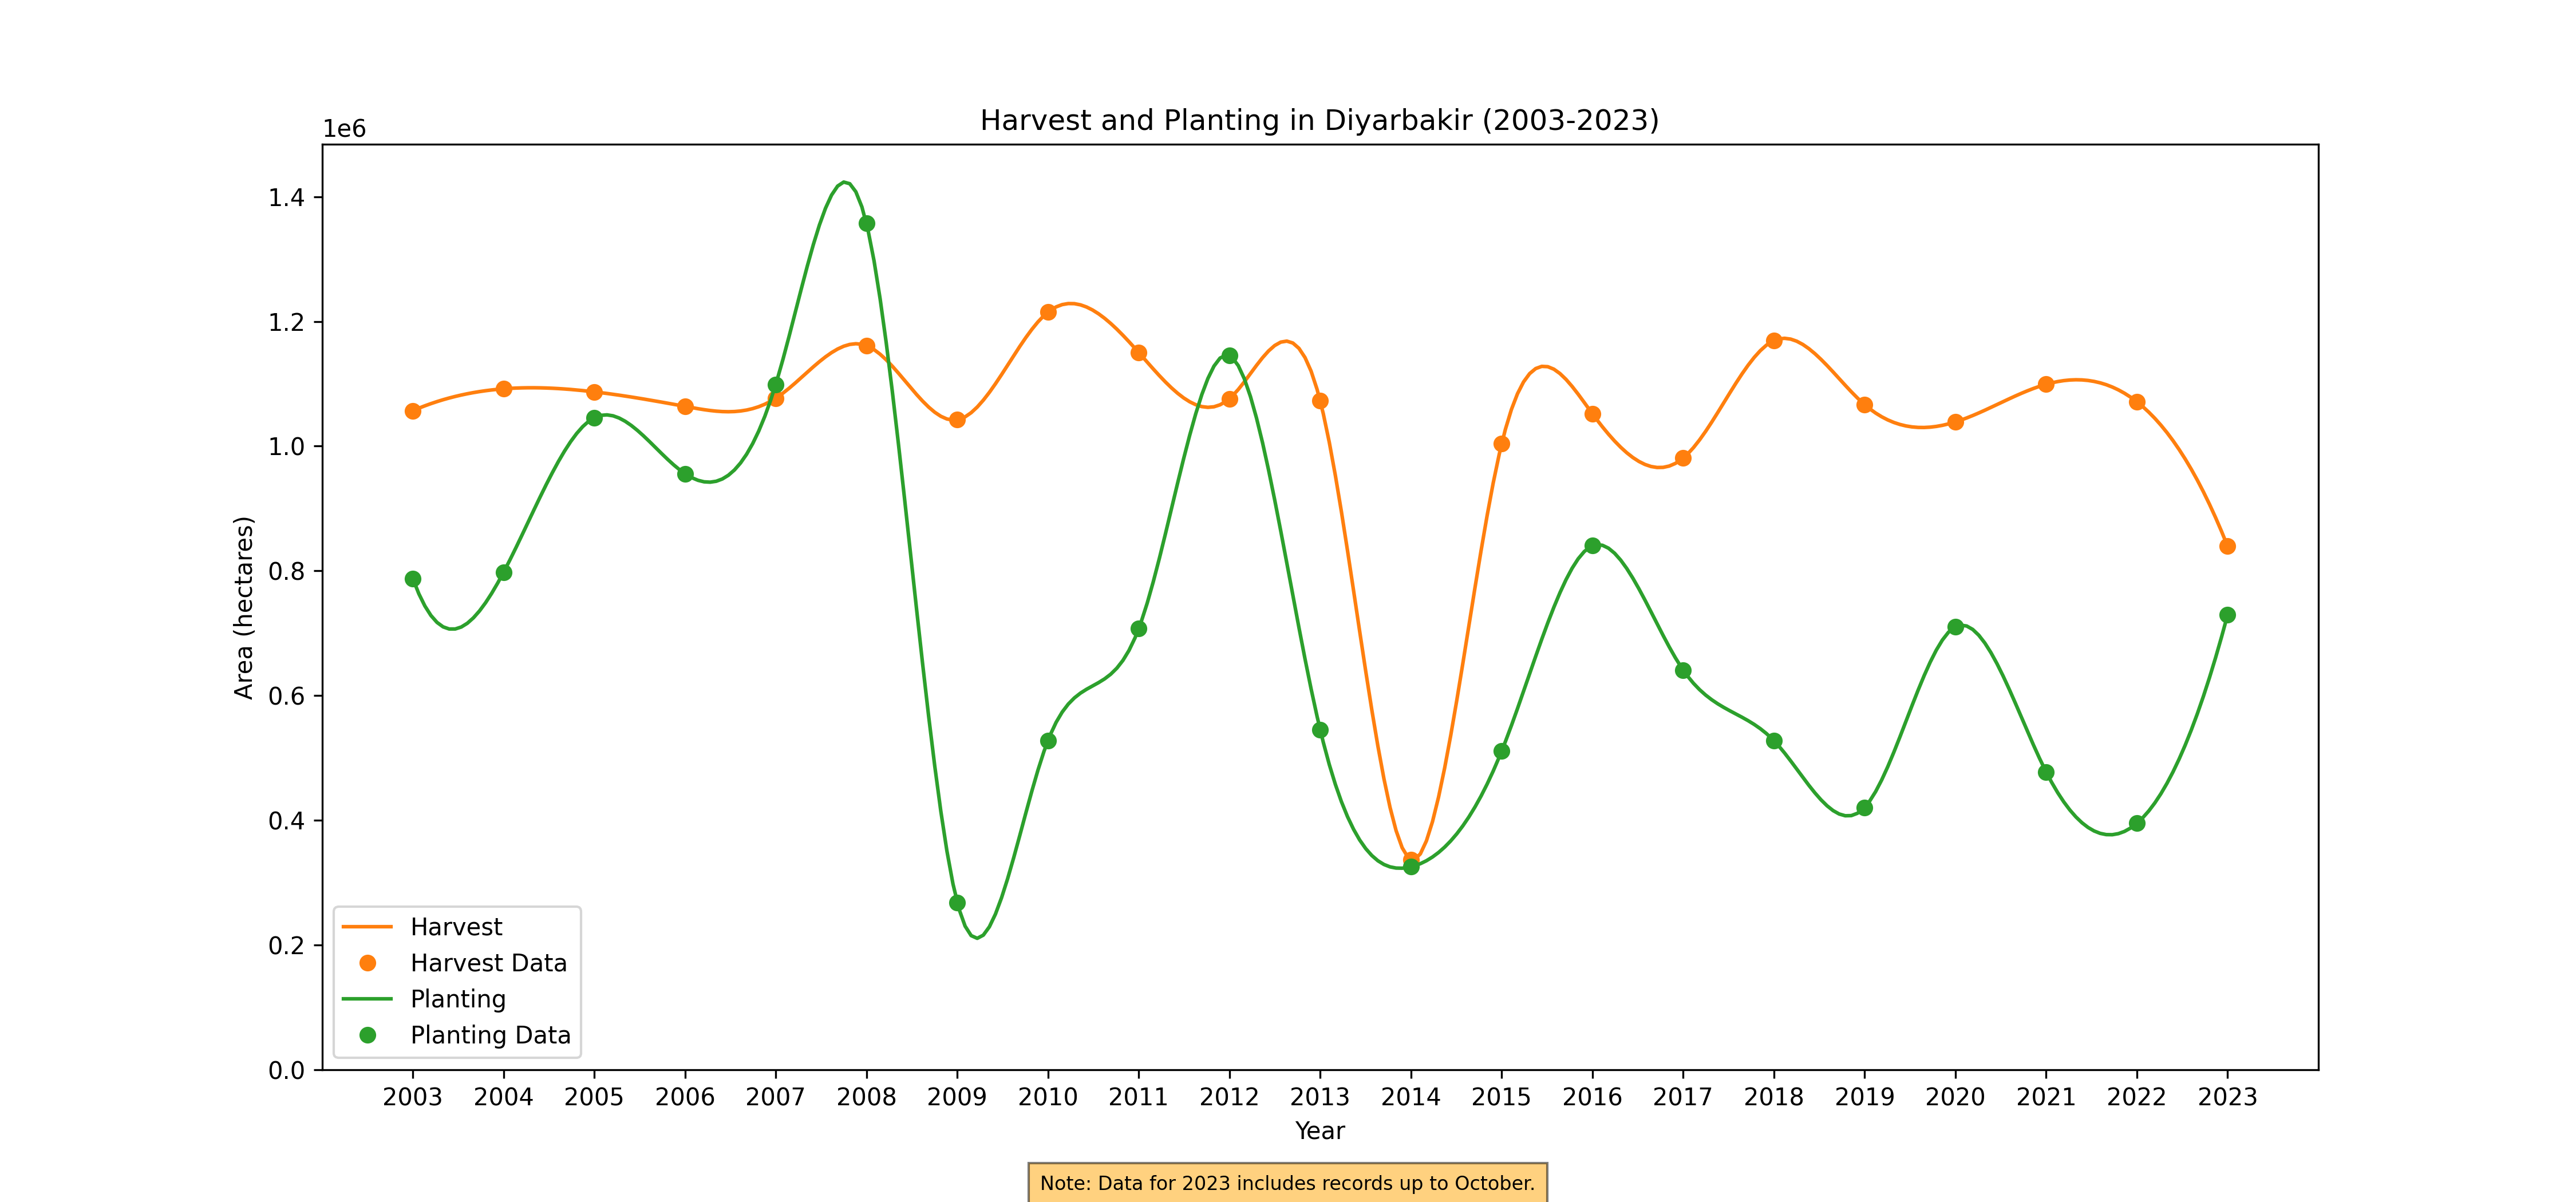 Harvest and Planting in Diyarbakir (2003-2023)
1e6
1.4
1.2
1.0
0.8
0.6
0.4
0.2
0.0
Area (hectares)
Harvest
Harvest Data
Planting
Planting Data
2003 2004 2005 2006 2007 2008 2009 2010 2011 2012 2013 2014 2015 2016 2017 2018 2019 2020 2021 2022 2023
Year
Note: Data for 2023 includes records up to October.